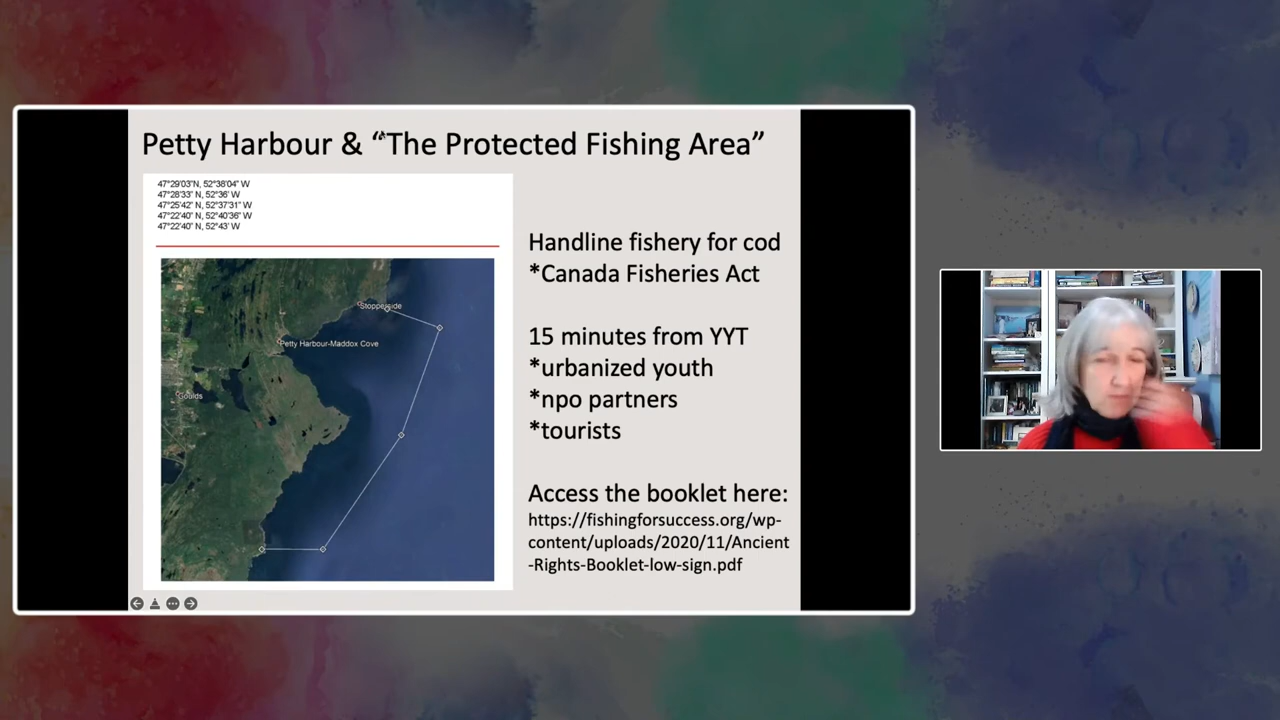 Petty Harbour & “The Protected Fishing Area”
47°29'03"N, 52°38'04" W
47°28'33" N, 52°36' W
47°25'42" N, 52°37'31" W
47°22'40" N, 52°40'36" W
47°22'40" N, 52°43' W
Stopperside
Petty Harbour-Maddox Cove
Goulds
Handline fishery for cod
*Canada Fisheries Act
15 minutes from YYT
*urbanized youth
*npo partners
*tourists
Access the booklet here:
https://fishingforsuccess.org/wp-
content/uploads/2020/11/Ancient
-Rights-Booklet-low-sign.pdf